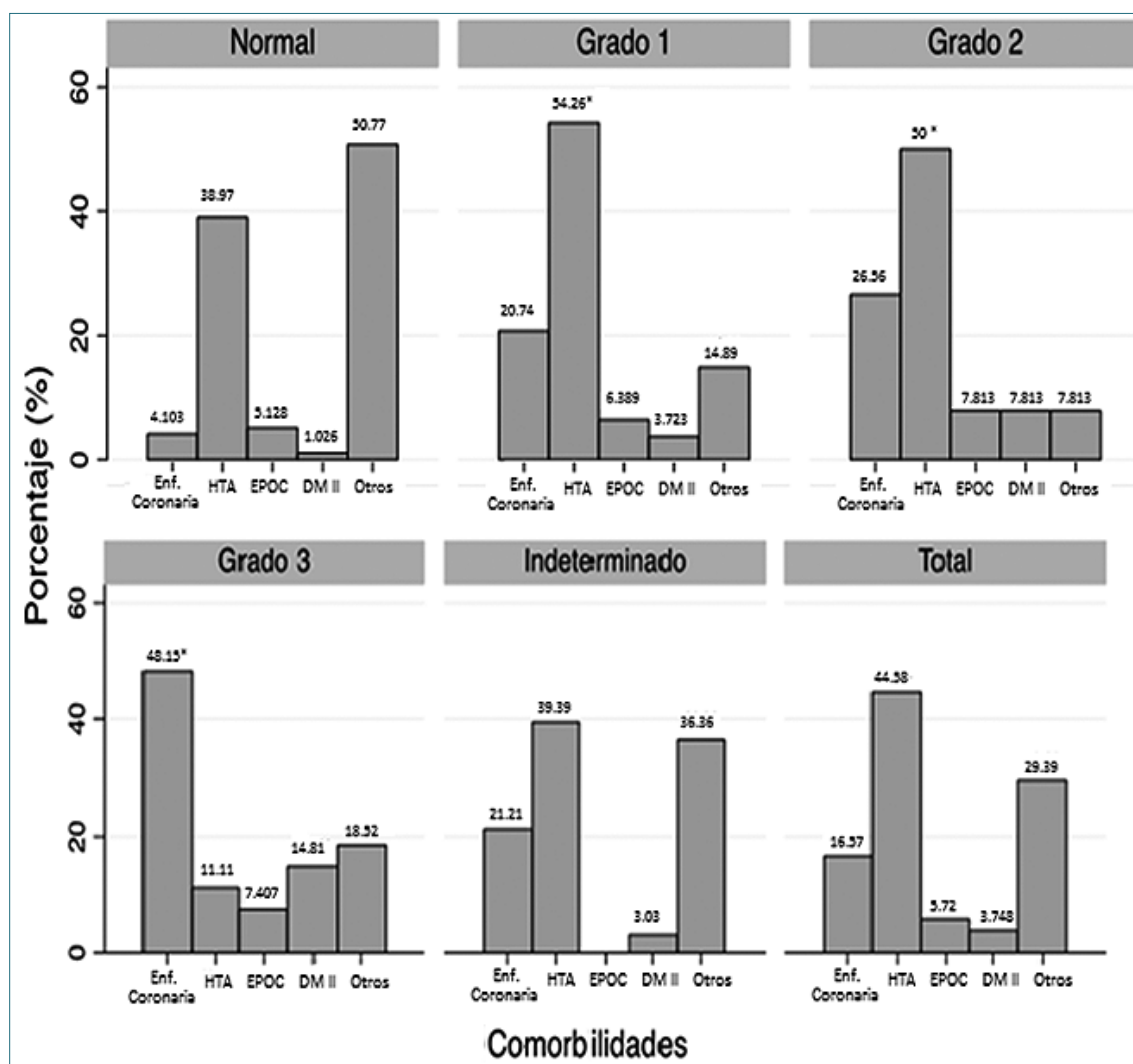 Normal
Grado 1
Grado 2
Porcentaje (%)
60
40
20
0
4.103
38.97
5.128
1.026
50.77
20.74
54.26*
6.389
3.723
14.89
26.56
50 *
7.813
7.813
7.813
Enf. Coronaria HTA EPOC DM II Otros
Enf. Coronaria HTA EPOC DM II Otros
Enf. Coronaria HTA EPOC DM II Otros
Grado 3
Indeterminado
Total
60
40
20
0
48.15*
11.11
7.407
14.81
18.52
21.21
39.39
3.03
36.36
16.57
44.58
5.72
3.748
29.39
Enf. Coronaria HTA EPOC DM II Otros
Enf. Coronaria HTA EPOC DM II Otros
Enf. Coronaria HTA EPOC DM II Otros
Comorbilidades